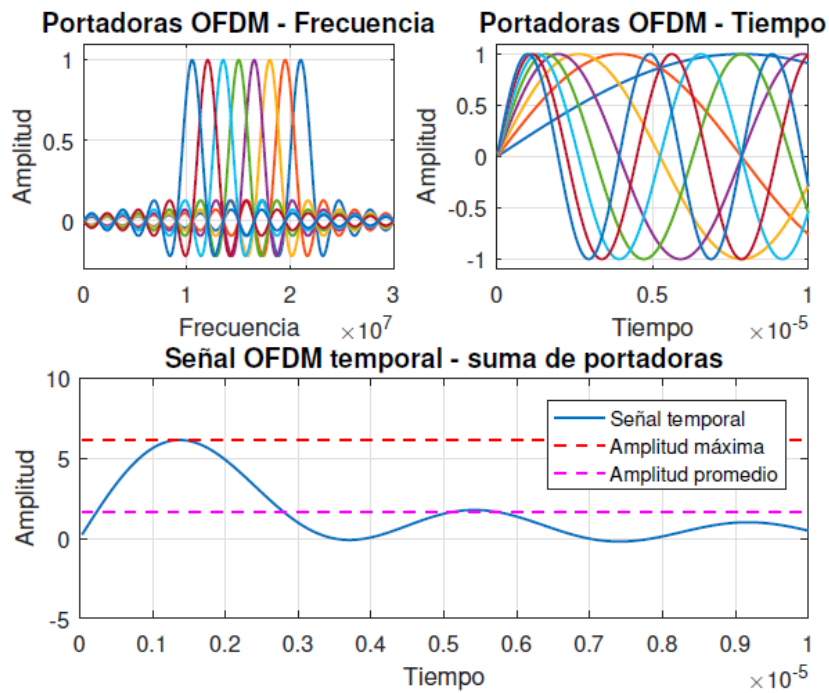 Portadoras OFDM - Frecuencia
Amplitud
1
0.5
0
0
1
2
3
Frecuencia
×10^7
Portadoras OFDM - Tiempo
Amplitud
1
0.5
0
-0.5
-1
0
0.5
1
Tiempo
×10^-5
Señal OFDM temporal - suma de portadoras
Amplitud
10
5
0
-5
Señal temporal
Amplitud máxima
Amplitud promedio
0
0.1
0.2
0.3
0.4
0.5
0.6
0.7
0.8
0.9
1
Tiempo
×10^-5